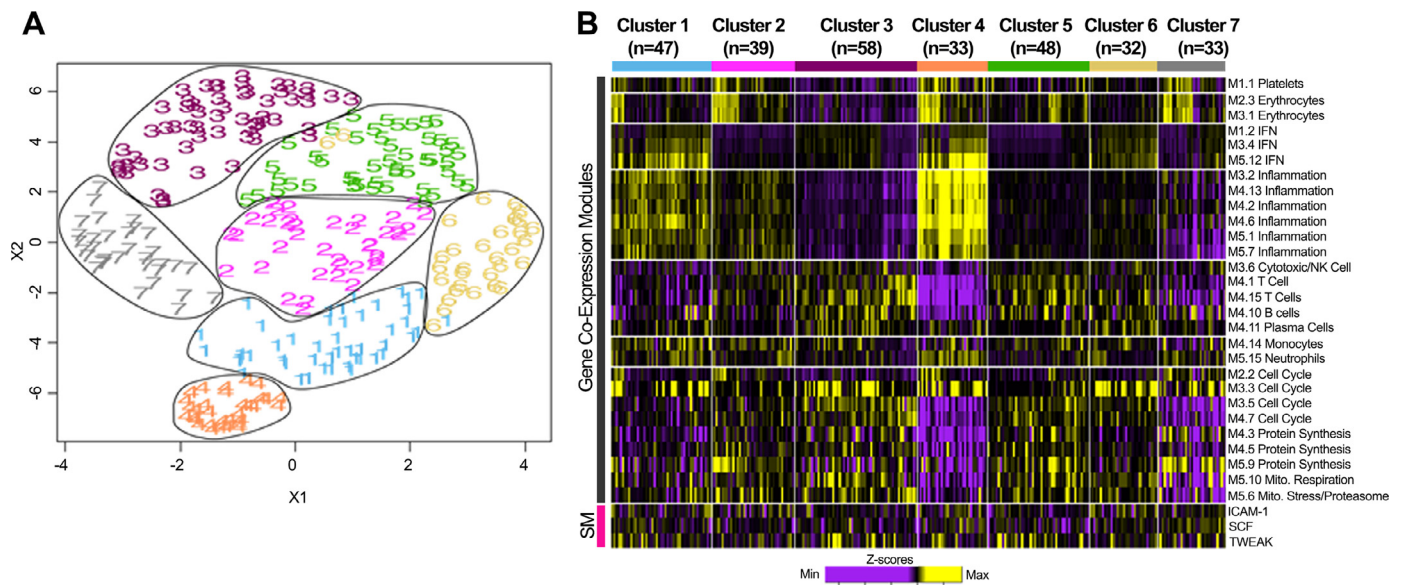 A
B
Cluster 1 Cluster 2 Cluster 3 Cluster 4 Cluster 5 Cluster 6 Cluster 7
(n=47) (n=39) (n=58) (n=33) (n=48) (n=32) (n=33)
X2
6
4
2
0
-2
-4
-6
-4 -2 0 2 4
X1
Gene Co-Expression Modules
SM
M1.1 Platelets
M2.3 Erythrocytes
M3.1 Erythrocytes
M1.2 IFN
M3.4 IFN
M5.12 IFN
M3.2 Inflammation
M4.13 Inflammation
M4.2 Inflammation
M4.6 Inflammation
M5.1 Inflammation
M5.7 Inflammation
M3.6 Cytotoxic/NK Cell
M4.1 T Cell
M4.15 T Cells
M4.10 B cells
M4.11 Plasma Cells
M4.14 Monocytes
M5.15 Neutrophils
M2.2 Cell Cycle
M3.3 Cell Cycle
M3.5 Cell Cycle
M4.7 Cell Cycle
M4.3 Protein Synthesis
M4.5 Protein Synthesis
M5.9 Protein Synthesis
M5.10 Mito. Respiration
M5.6 Mito. Stress/Proteasome
ICAM-1
SCF
TWEAK
Z-scores
Min Max